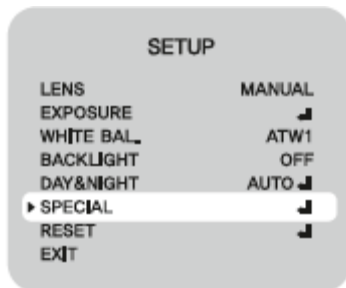 SETUP
LENS MANUAL
EXPOSURE ↲
WHITE BAL. ATW1
BACKLIGHT OFF
DAY&NIGHT AUTO ↲
▶ SPECIAL ↲
RESET ↲
EXIT